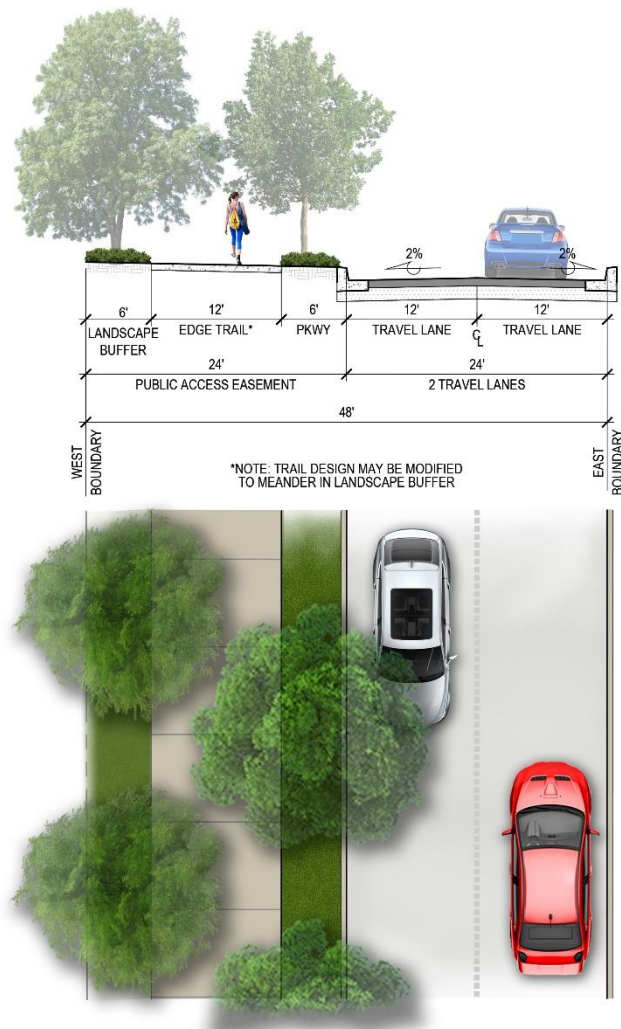 2% 2%
6' 12' 6' 12' 12'
LANDSCAPE BUFFER EDGE TRAIL* PKWY TRAVEL LANE CL TRAVEL LANE
24' 24'
PUBLIC ACCESS EASEMENT 2 TRAVEL LANES
48'
WEST BOUNDARY
EAST BOUNDARY
*NOTE: TRAIL DESIGN MAY BE MODIFIED
TO MEANDER IN LANDSCAPE BUFFER